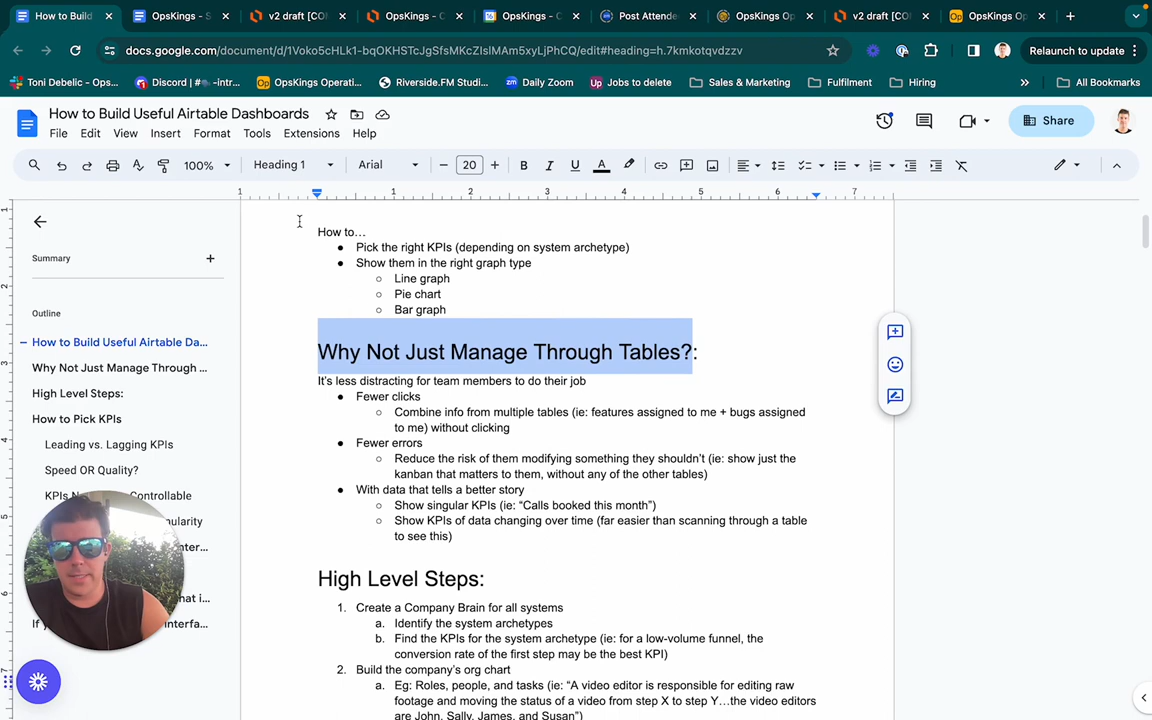 How to Build
OpsKings - S
v2 draft [CO
OpsKings - C
OpsKings - C
Post Attende
OpsKings Op
v2 draft [CO
OpsKings Op
docs.google.com/document/d/1Voko5cHLk1-bqOKHSTcJgSfsMKcZIslMAm5xyLjPhCQ/edit#heading=h.7kmkotqvdzzv
Relaunch to update
Toni Debelic - Ops...
Discord | #
-intr...
OpsKings Operati...
Riverside.FM Studi...
Daily Zoom
Jobs to delete
Sales & Marketing
Fulfilment
Hiring
All Bookmarks
How to Build Useful Airtable Dashboards
File Edit View Insert Format Tools Extensions Help
Share
100% Heading 1 Arial 20
1 1 2 3 4 5 6 7
Summary
Outline
How to Build Useful Airtable Da...
Why Not Just Manage Through ...
High Level Steps:
How to Pick KPIs
Leading vs. Lagging KPIs
Speed OR Quality?
Controllable
How to...
● Pick the right KPIs (depending on system archetype)
● Show them in the right graph type
○ Line graph
○ Pie chart
○ Bar graph
Why Not Just Manage Through Tables?:
It's less distracting for team members to do their job
● Fewer clicks
○ Combine info from multiple tables (ie: features assigned to me + bugs assigned
to me) without clicking
● Fewer errors
○ Reduce the risk of them modifying something they shouldn't (ie: show just the
kanban that matters to them, without any of the other tables)
● With data that tells a better story
○ Show singular KPIs (ie: “Calls booked this month”)
○ Show KPIs of data changing over time (far easier than scanning through a table
to see this)
High Level Steps:
1. Create a Company Brain for all systems
a. Identify the system archetypes
b. Find the KPIs for the system archetype (ie: for a low-volume funnel, the
conversion rate of the first step may be the best KPI)
2. Build the company's org chart
a. Eg: Roles, people, and tasks (ie: “A video editor is responsible for editing raw
footage and moving the status of a video from step X to step Y…the video editors
are John, Sally, James, and Susan”)